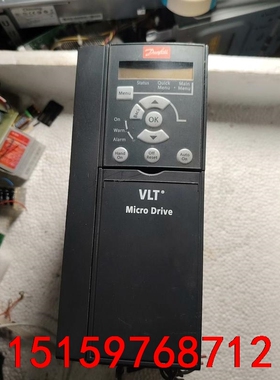 Danfoss
Status
Quick Menu
Main Menu
Menu
Back
OK
On
Warn.
Alarm
Hand On
Off Reset
Auto On
VLT®
Micro Drive
15159768712